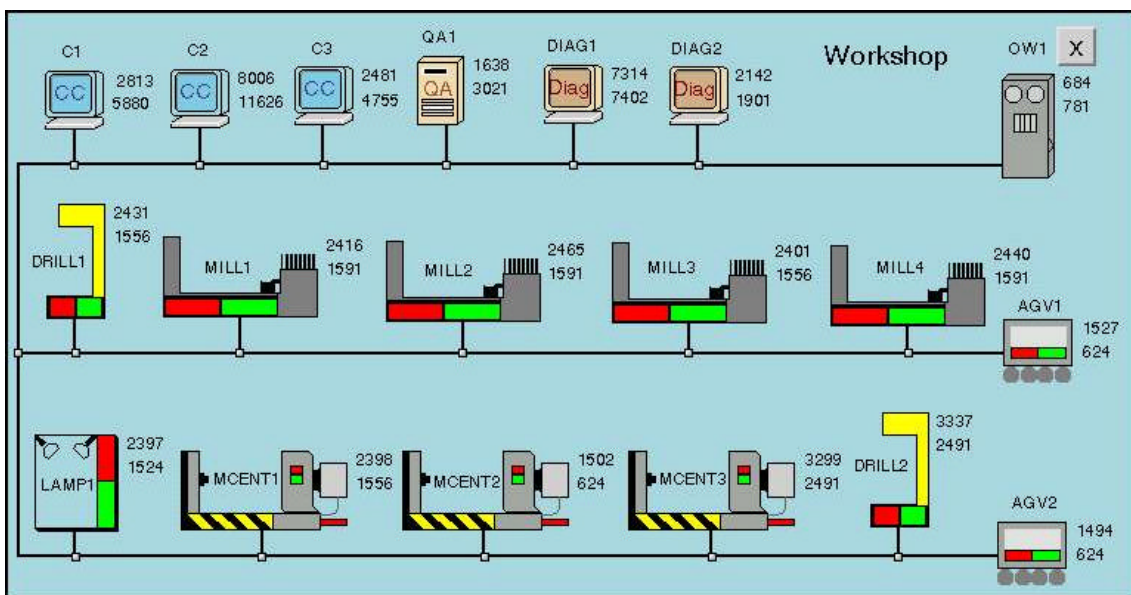 C1
C2
C3
QA1
DIAG1
DIAG2
Workshop
OW1
X
CC
2813
5880
CC
8006
11626
CC
2481
4755
QA
1638
3021
Diag
7314
7402
Diag
2142
1901
684
781
DRILL1
2431
1556
MILL1
2416
1591
MILL2
2465
1591
MILL3
2401
1556
MILL4
2440
1591
AGV1
1527
624
LAMP1
2397
1524
MCENT1
2398
1556
MCENT2
1502
624
MCENT3
3299
2491
DRILL2
3337
2491
AGV2
1494
624